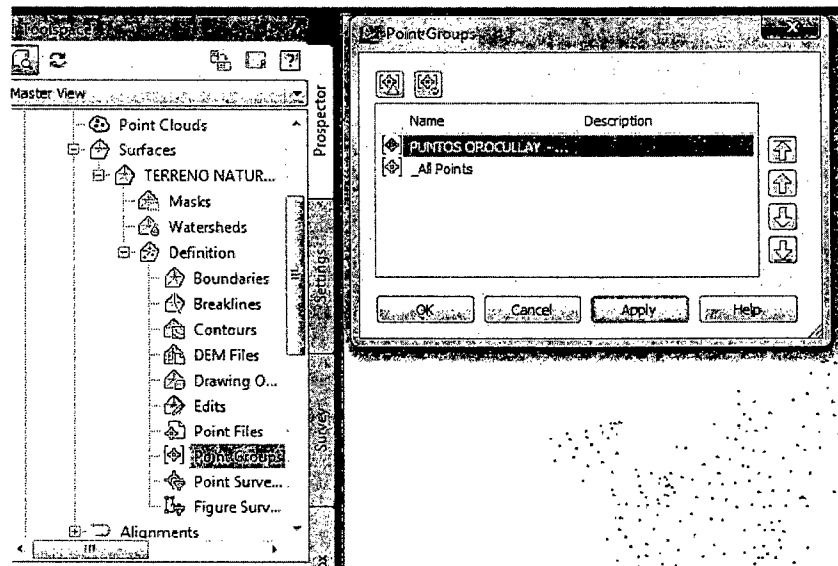 Toolspace
Master View
Point Clouds
Surfaces
TERRENO NATUR...
Masks
Watersheds
Definition
Boundaries
Breaklines
Contours
DEM Files
Drawing O...
Edits
Point Files
Point Groups
Point Surve...
Figure Surv...
Alignments
Prospector
Settings
Survey
Point Groups
Name Description
PUNTOS OROCULLAY - ...
_All Points
OK Cancel Apply Help